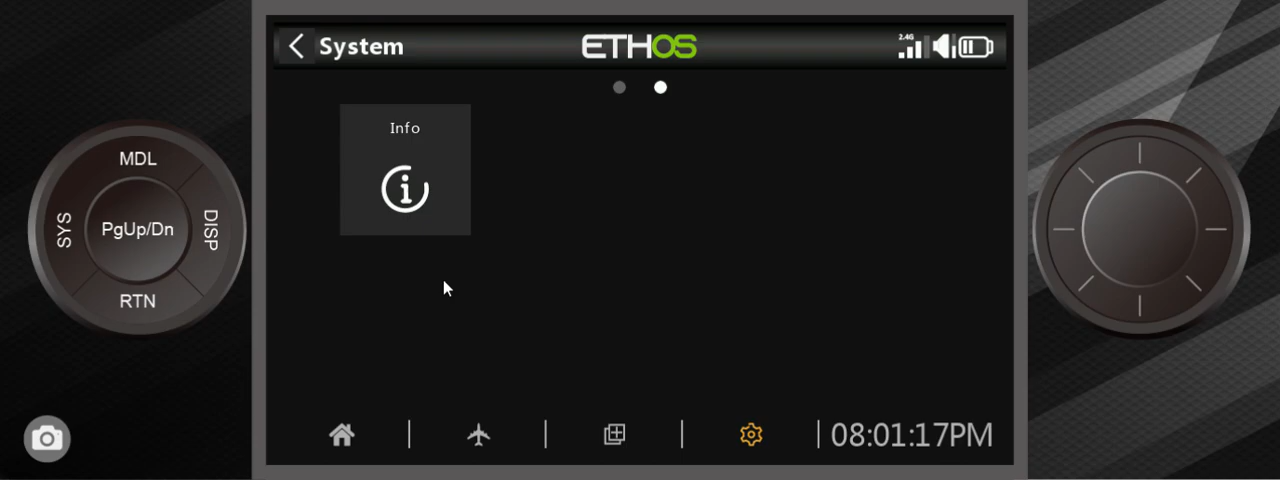 System
ETHOS
2.4G
Info
MDL
SYS
PgUp/Dn
DISP
RTN
08:01:17PM